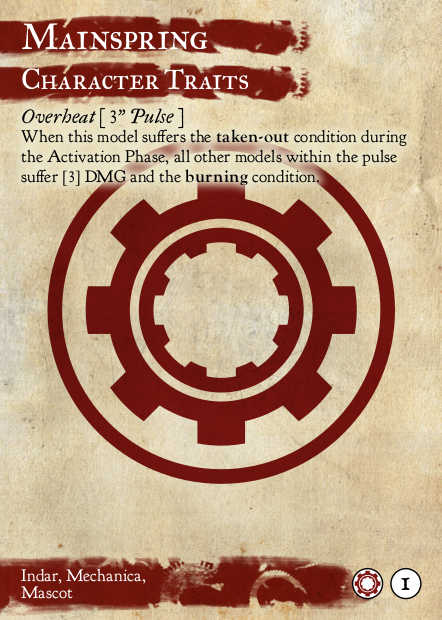 Mainspring
Character Traits
Overheat [ 3” Pulse ]
When this model suffers the taken-out condition during
the Activation Phase, all other models within the pulse
suffer [3] DMG and the burning condition.
Indar, Mechanica,
Mascot
1